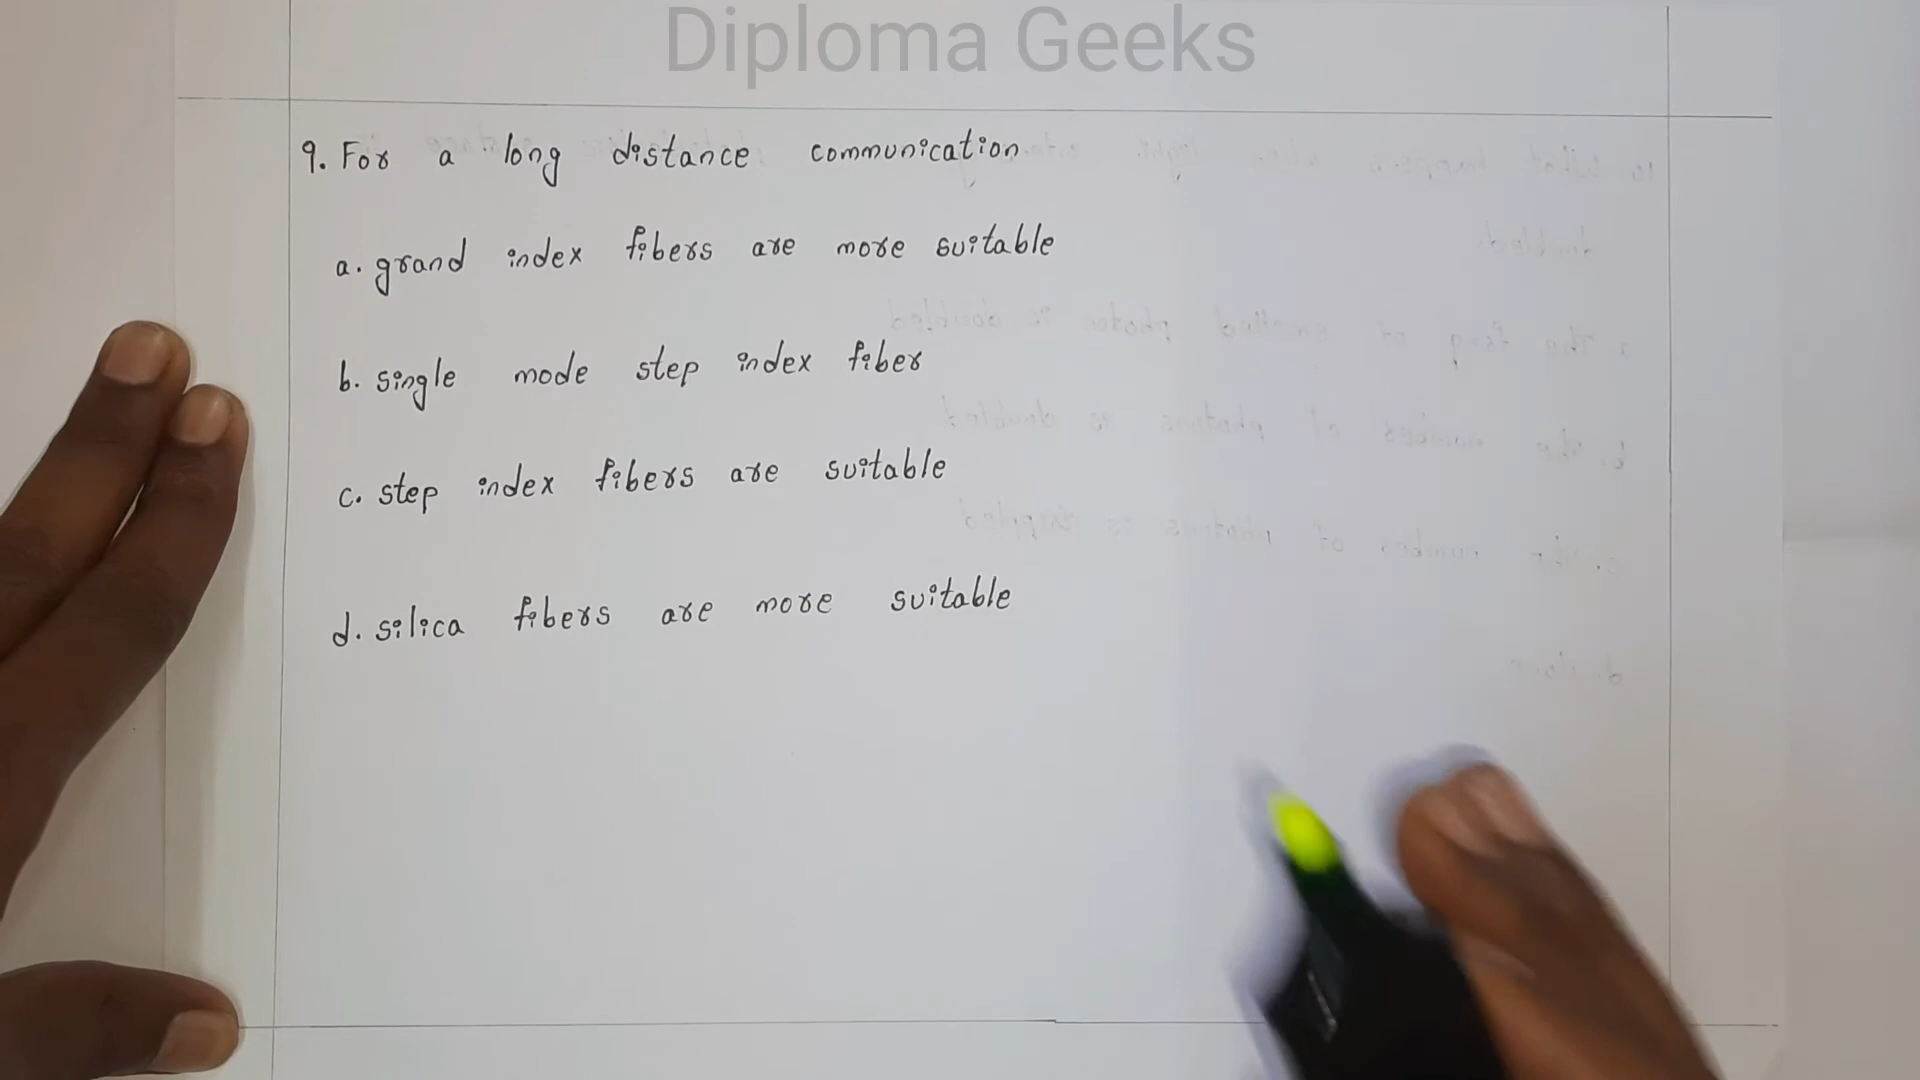 Diploma Geeks
9. For a long distance communication
a. grand index fibers are more suitable
b. single mode step index fiber
c. step index fibers are suitable
d. silica fibers are more suitable